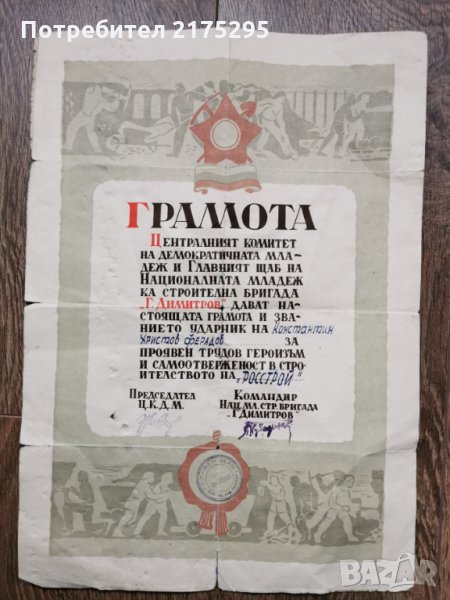 Потребител 2175295
ГРАМОТА
ЦЕНТРАЛНИЯТ КОМИТЕТ
НА ДЕМОКРАТИЧНАТА МЛА-
ДЕЖ И ГЛАВНИЯТ ЩАБ НА
НАЦИОНАЛНАТА МЛАДЕЖ
КА СТРОИТЕЛНА БРИГАДА
"Г. ДИМИТРОВ" ДАВАТ НА-
СТОЯЩАТА ГРАМОТА И ЗВА-
НИЕТО УДАРНИК НА Константин
Христов Ферадов ЗА
ПРОЯВЕН ТРУДОВ ГЕРОИЗЪМ
И САМООТВЕРЖЕНОСТ В СТРО-
ИТЕЛСТВОТО НА „РОССТРОЙ"
ПРЕДСЕДАТЕЛ КОМАНДИР
Ц.К.Д.М. НАЦ. МЛ. СТР. БРИГАДА
"Г. ДИМИТРОВ"
BAZAR